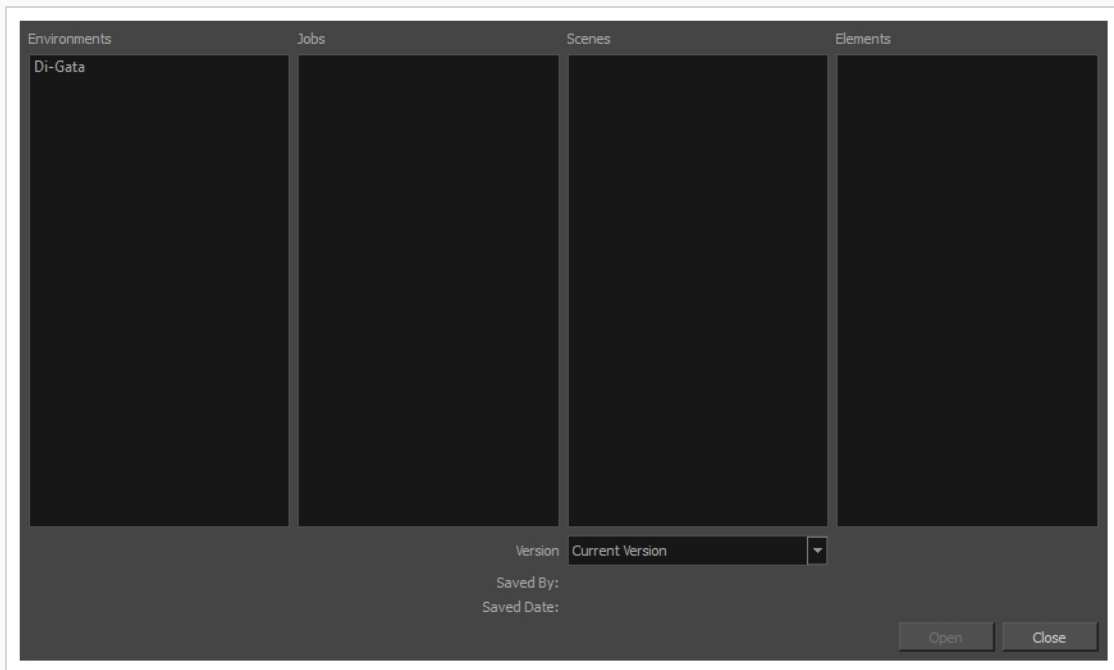 Environments Jobs Scenes Elements
Di-Gata
Version Current Version
Saved By:
Saved Date:
Open Close